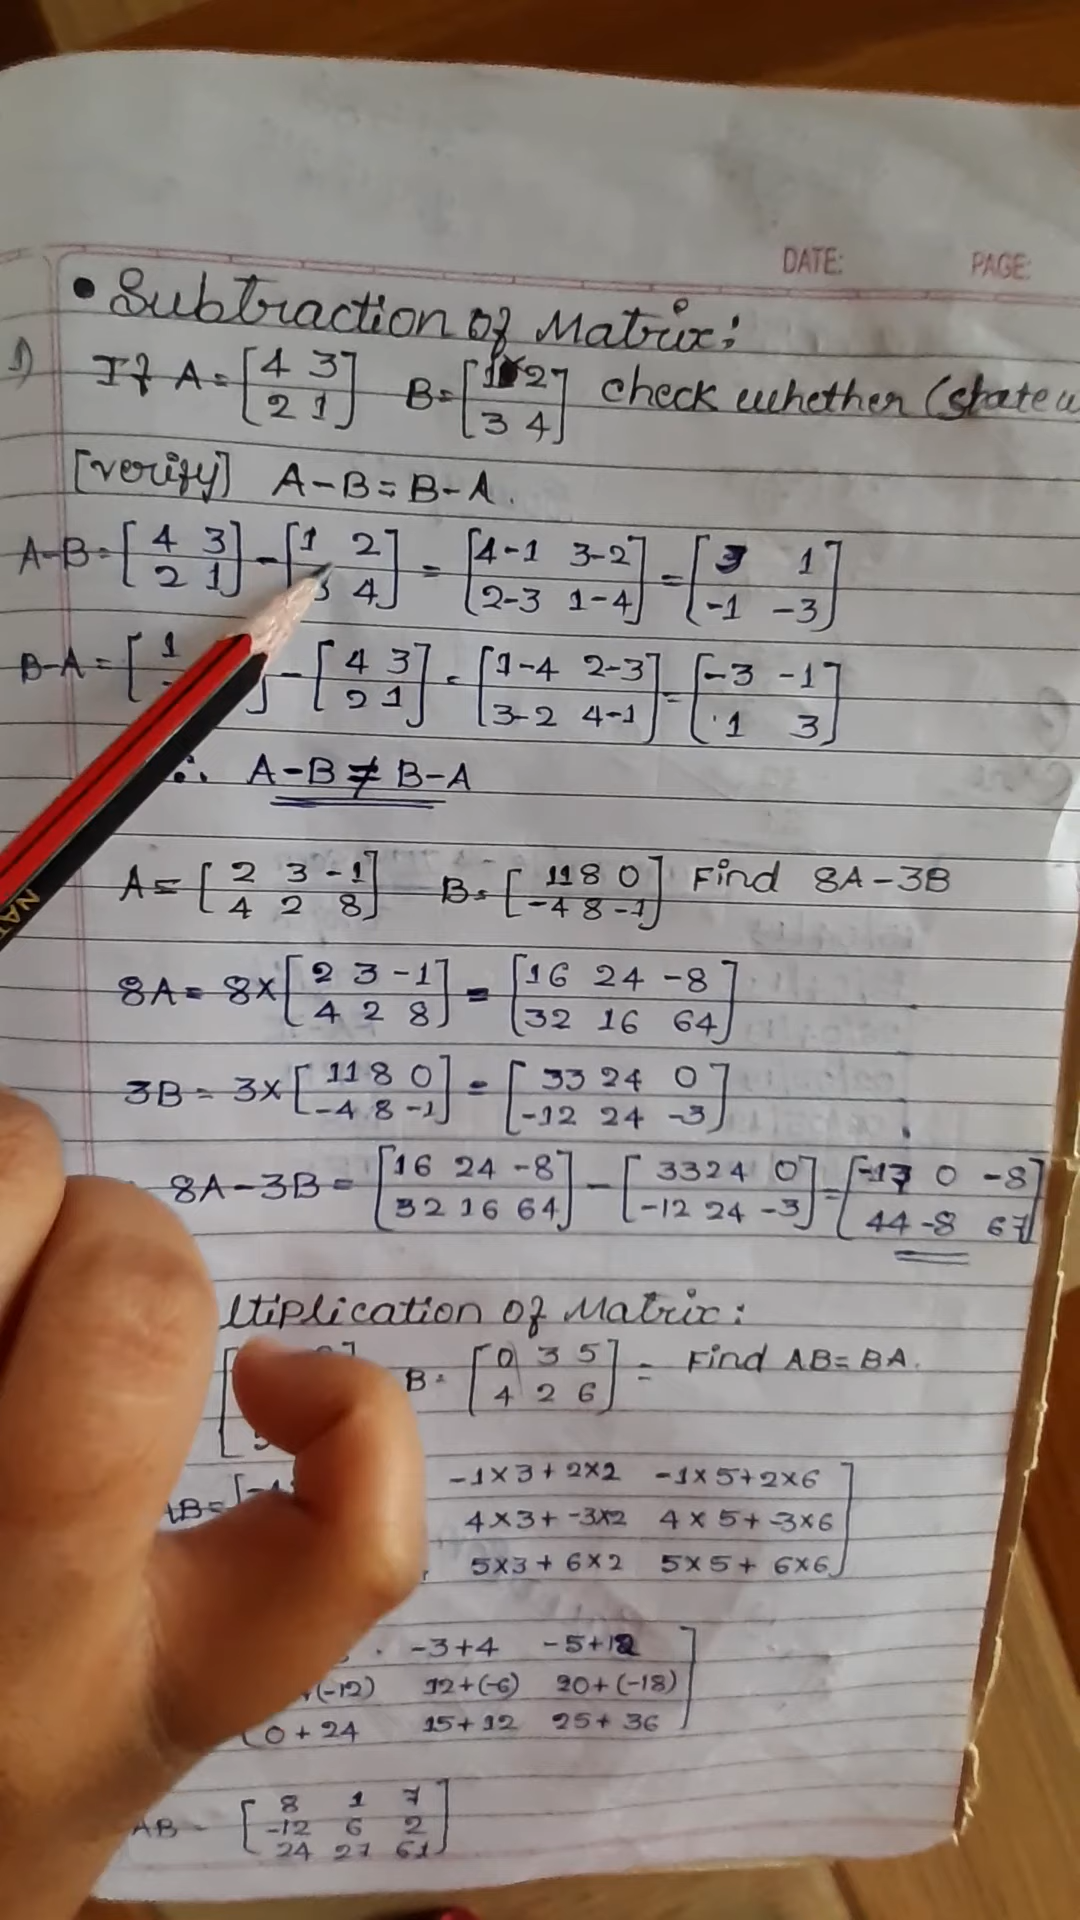 DATE: PAGE:
• Subtraction of Matrix:
1) If A = [4 3 B = [1 2 check whether (state
2 1] 3 4]
[verify] A-B = B-A.
A-B = [4 3 - [1 2 = [4-1 3-2 = [3 1
2 1] 3 4] 2-3 1-4] -1 -3]
B-A = [1 - [4 3 = [1-4 2-3 = [-3 -1
2 1] 3-2 4-1] 1 3]
∴ A-B ≠ B-A
A = [2 3 -1 B = [11 8 0 Find 8A-3B
4 2 8] -4 8 -1]
8A = 8× [2 3 -1 = [16 24 -8
4 2 8] 32 16 64]
3B = 3× [11 8 0 = [33 24 0
-4 8 -1] -12 24 -3]
8A-3B = [16 24 -8 - [33 24 0 = [-17 0 -8
32 16 64] -12 24 -3] 44 -8 67]
ltiplication of Matrix:
B = [0 3 5 = Find AB = BA.
4 2 6]
AB = -1×3+2×2 -1×5+2×6
4×3+-3×2 4×5+-3×6
5×3+6×2 5×5+6×6
-3+4 -5+12
+(-12) 12+(-6) 20+(-18)
0+24 15+12 25+36
AB = [8 1 7
-12 6 2
24 27 61]
NAT